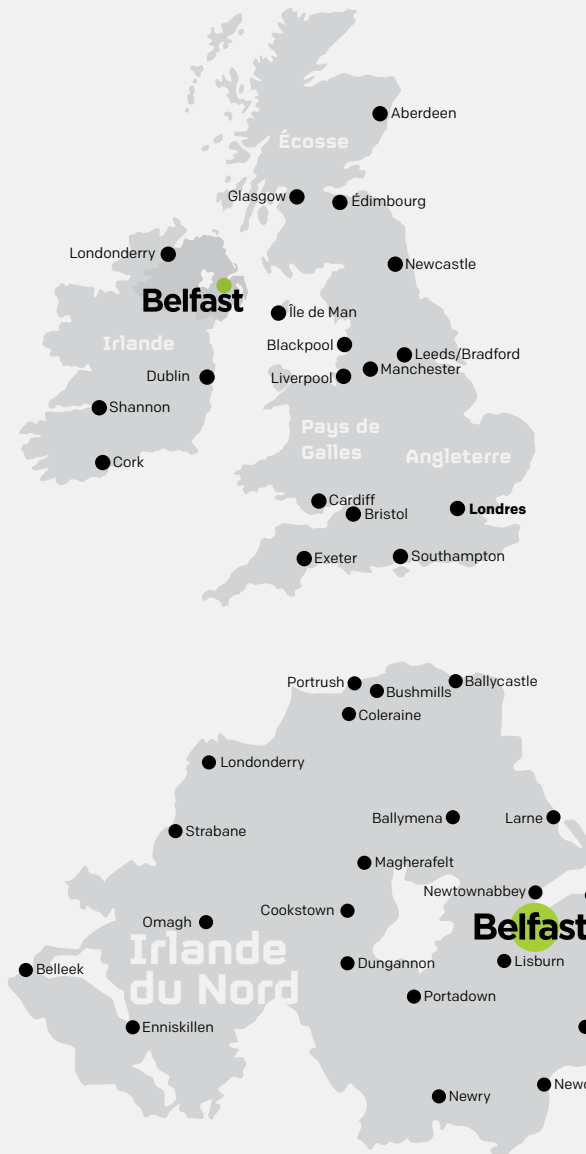 Aberdeen
Écosse
Glasgow
Édimbourg
Londonderry
Newcastle
Belfast
Île de Man
Irlande
Blackpool
Leeds/Bradford
Manchester
Dublin
Liverpool
Shannon
Pays de
Galles
Angleterre
Cork
Cardiff
Londres
Bristol
Exeter
Southampton
Portrush
Ballycastle
Bushmills
Coleraine
Londonderry
Ballymena
Larne
Strabane
Magherafelt
Newtownabbey
Cookstown
Omagh
Belfast
Irlande
du Nord
Belleek
Dungannon
Lisburn
Portadown
Enniskillen
Newry